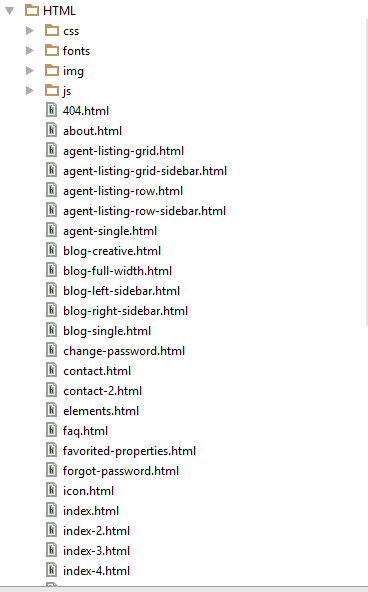 HTML
css
fonts
img
js
404.html
about.html
agent-listing-grid.html
agent-listing-grid-sidebar.html
agent-listing-row.html
agent-listing-row-sidebar.html
agent-single.html
blog-creative.html
blog-full-width.html
blog-left-sidebar.html
blog-right-sidebar.html
blog-single.html
change-password.html
contact.html
contact-2.html
elements.html
faq.html
favorited-properties.html
forgot-password.html
icon.html
index.html
index-2.html
index-3.html
index-4.html